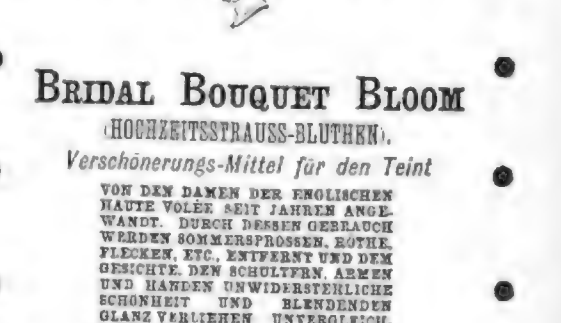 BRIDAL BOUQUET BLOOM
(HOCHZEITSSTRAUSS-BLUTHEN).
Verschönerungs-Mittel für den Teint
VON DEN DAMEN DER ENGLISCHEN
HAUTE VOLÉE SEIT JAHREN ANGE-
WANDT. DURCH DESSEN GEBRAUCH
WERDEN SOMMERSPROSSEN, ROTHE,
FLECKEN, ETC., ENTFERNT UND DEM
GESICHTE, DEN SCHULTERN, ARMEN
UND HANDEN UNWIDERSTEHLICHE
SCHÖNHEIT UND BLENDENDEN
GLANZ VERLIEHEN UNTERGLEICH-